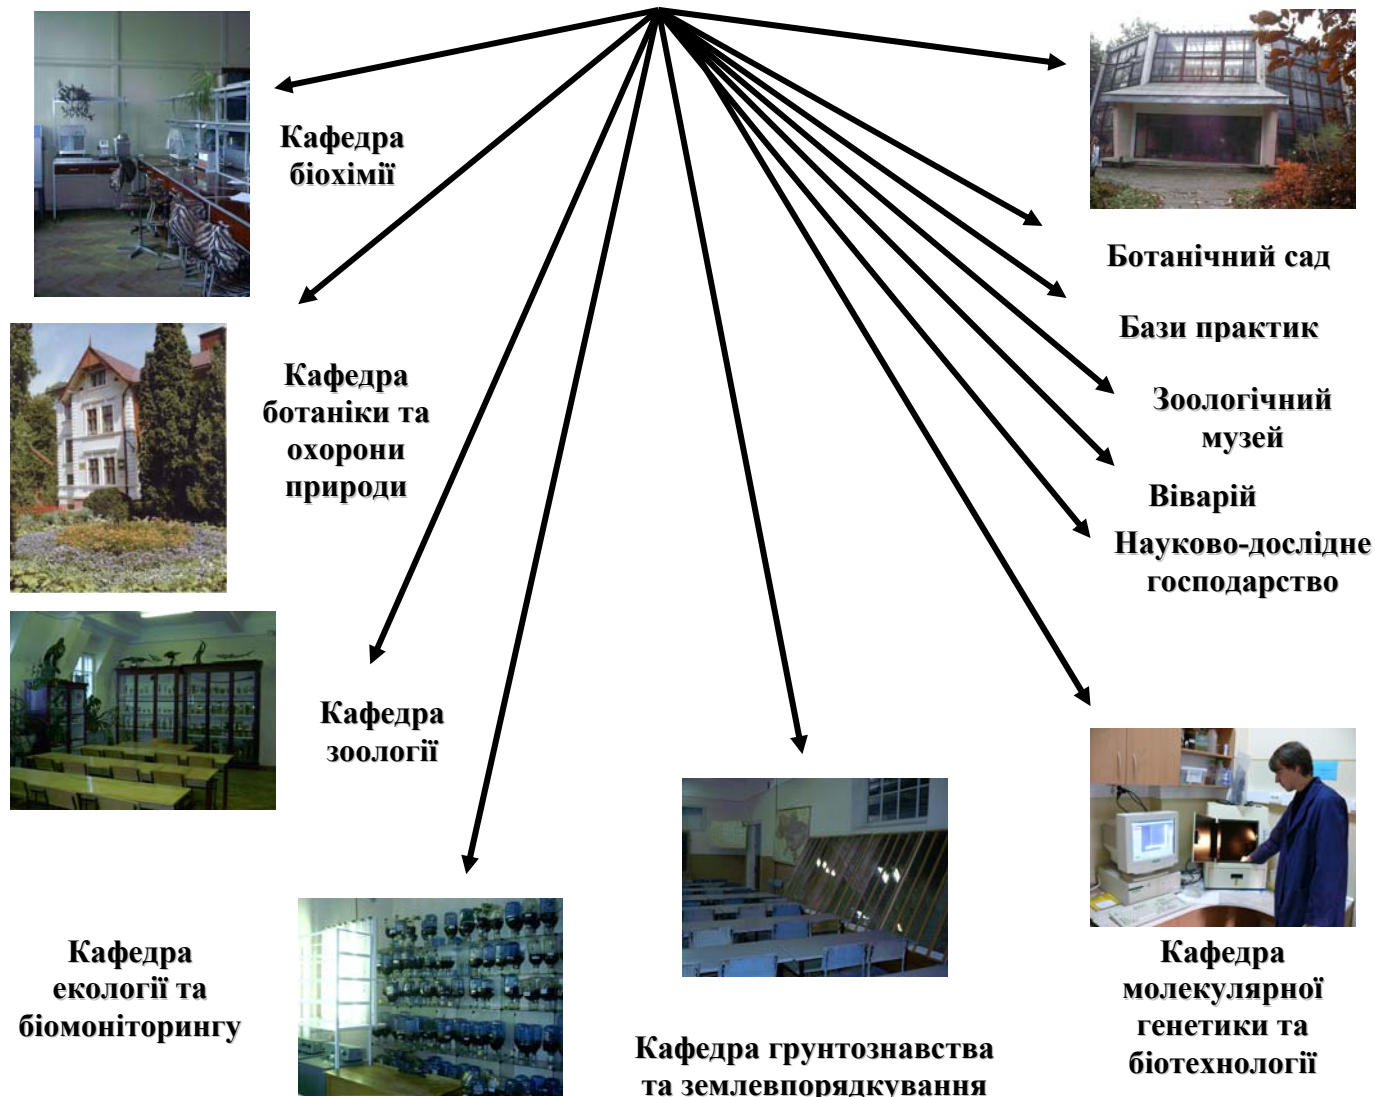 Кафедра
біохімії
Ботанічний сад
Бази практик
Кафедра
ботаніки та
охорони
природи
Зоологічний
музей
Віварій
Науково-дослідне
господарство
Кафедра
зоології
Кафедра
екології та
біомоніторингу
Кафедра грунтознавства
та землевпорядкування
Кафедра
молекулярної
генетики та
біотехнології